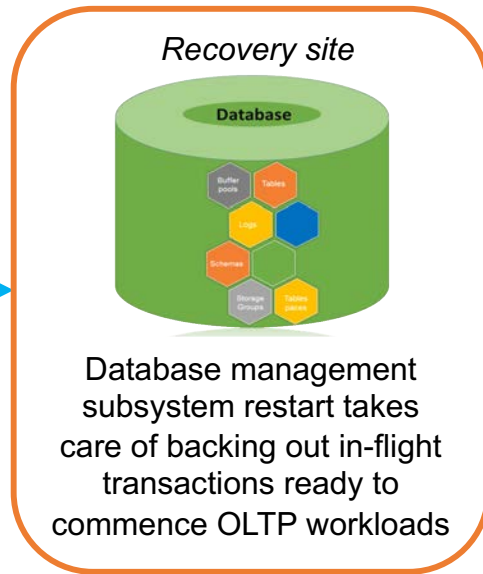 Recovery site
Database
Buffer
pools
Tables
Logs
Schemas
Storage
Groups
Tables
paces
Database management
subsystem restart takes
care of backing out in-flight
transactions ready to
commence OLTP workloads